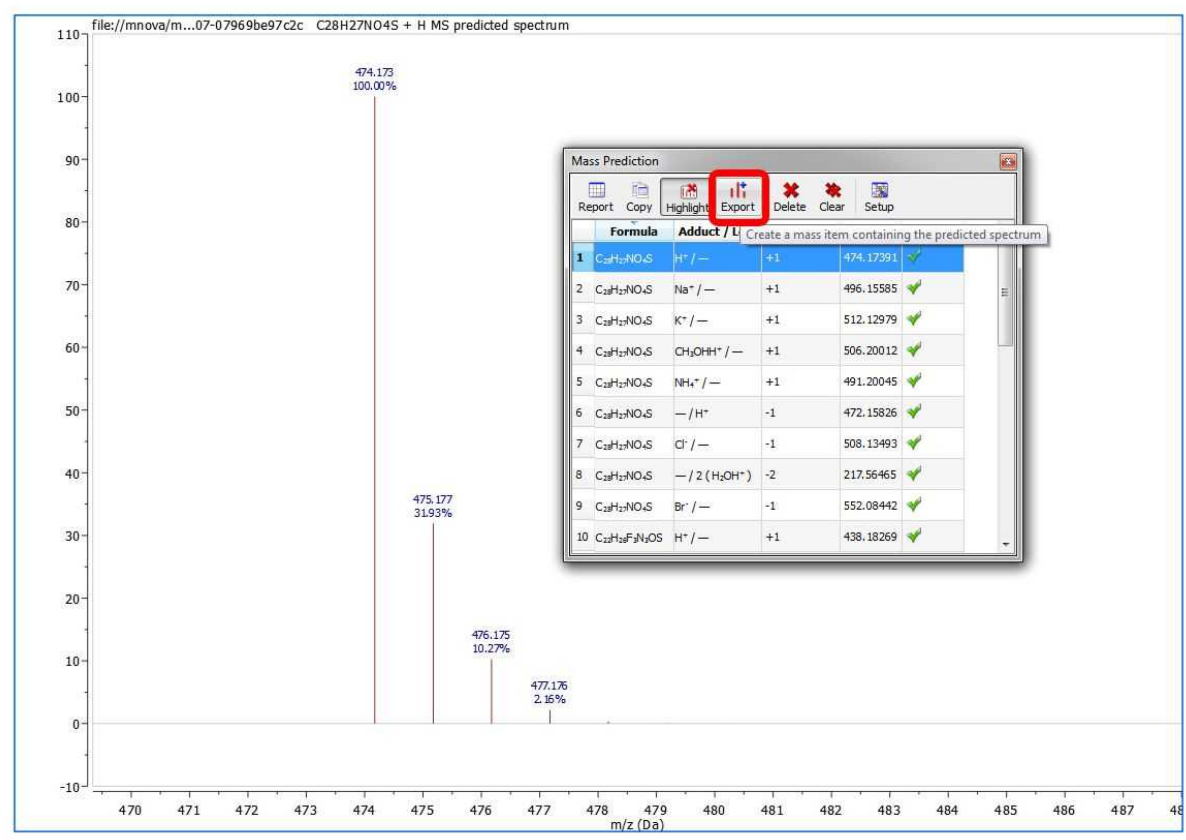 file://mnova/m...07-07969be97c2c C28H27NO4S + H MS predicted spectrum
110
100
90
80
70
60
50
40
30
20
10
0
-10
474.173
100.00%
475.177
31.93%
476.175
10.27%
477.176
2.16%
Mass Prediction
Report Copy Highlight Export Delete Clear Setup
Formula Adduct / L
Create a mass item containing the predicted spectrum
1 C₂₈H₂₇NO₄S H⁺ / — +1 474.17391
2 C₂₈H₂₇NO₄S Na⁺ / — +1 496.15585
3 C₂₈H₂₇NO₄S K⁺ / — +1 512.12979
4 C₂₈H₂₇NO₄S CH₃OHH⁺ / — +1 506.20012
5 C₂₈H₂₇NO₄S NH₄⁺ / — +1 491.20045
6 C₂₈H₂₇NO₄S — / H⁺ -1 472.15826
7 C₂₈H₂₇NO₄S Cl⁻ / — -1 508.13493
8 C₂₈H₂₇NO₄S — / 2 ( H₂OH⁺ ) -2 217.56465
9 C₂₈H₂₇NO₄S Br⁻ / — -1 552.08442
10 C₂₂H₂₆F₃N₃OS H⁺ / — +1 438.18269
470 471 472 473 474 475 476 477 478 479 480 481 482 483 484 485 486 487 48
m/z (Da)